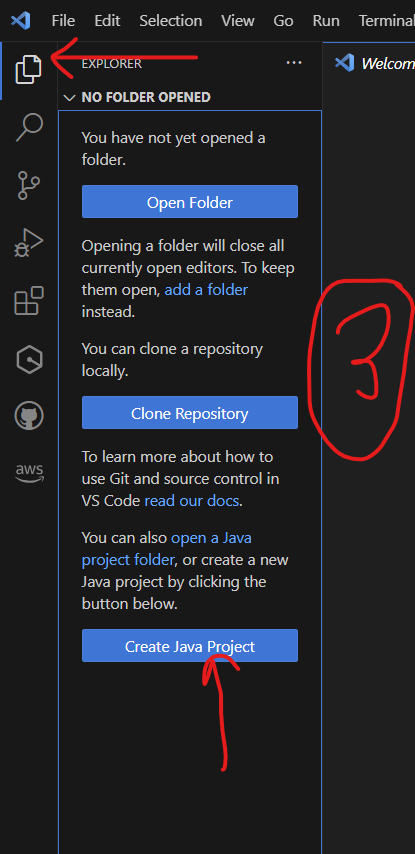 File Edit Selection View Go Run Terminal
EXPLORER ...
Welcom
NO FOLDER OPENED
You have not yet opened a
folder.
Open Folder
Opening a folder will close all
currently open editors. To keep
them open, add a folder
instead.
3
You can clone a repository
locally.
Clone Repository
To learn more about how to
use Git and source control in
VS Code read our docs.
You can also open a Java
project folder, or create a new
Java project by clicking the
button below.
Create Java Project
aws